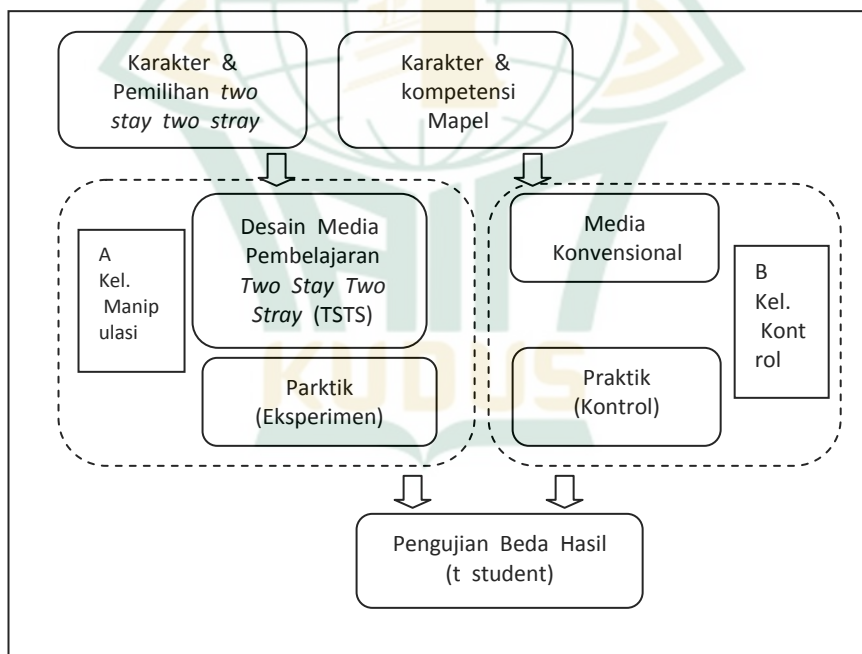 Karakter &
Pemilihan two
stay two stray
Karakter &
kompetensi
Mapel
A
Kel.
Manip
ulasi
Desain Media
Pembelajaran
Two Stay Two
Stray (TSTS)
Parktik
(Eksperimen)
Media
Konvensional
Praktik
(Kontrol)
B
Kel.
Kont
rol
KUDUS
Pengujian Beda Hasil
(t student)